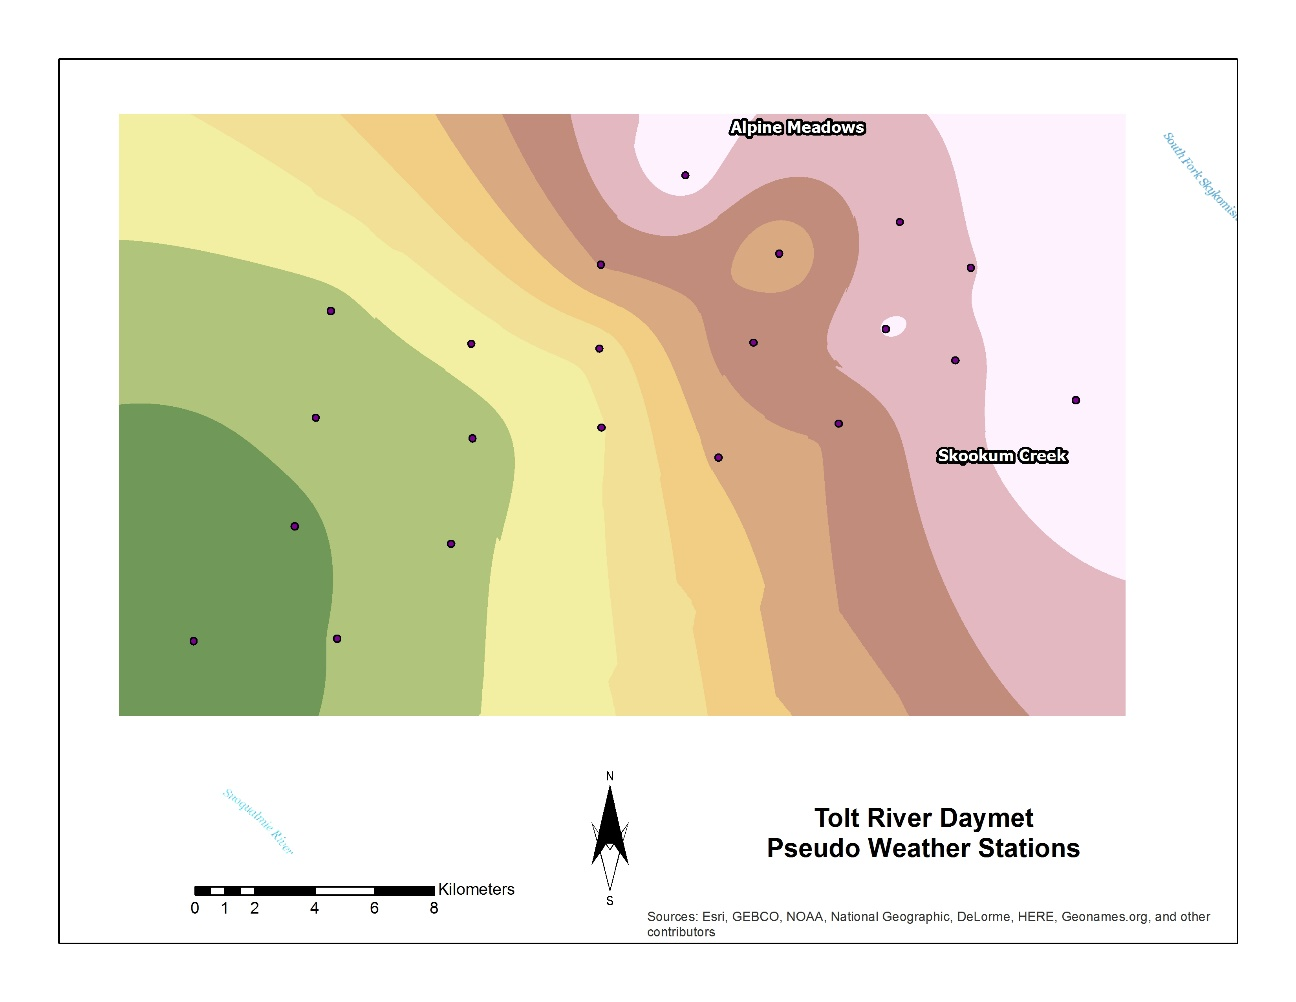 Alpine Meadows
South Fork Skykomish
Skookum Creek
Snoqualmie River
N
S
Tolt River Daymet
Pseudo Weather Stations
Kilometers
0 1 2 4 6 8
Sources: Esri, GEBCO, NOAA, National Geographic, DeLorme, HERE, Geonames.org, and other
contributors